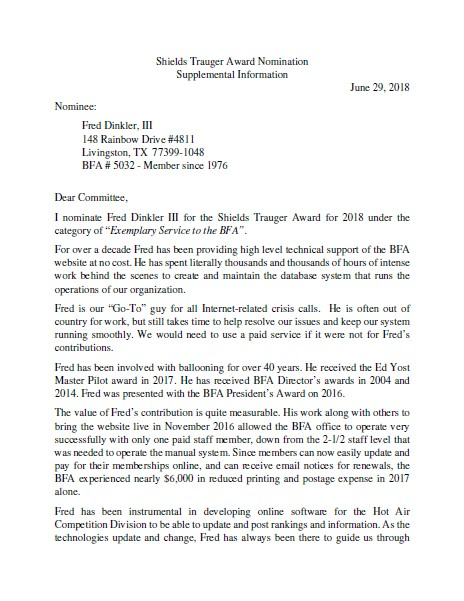 Shields Trauger Award Nomination
Supplemental Information
June 29, 2018
Nominee:
Fred Dinkler, III
148 Rainbow Drive #4811
Livingston, TX 77399-1048
BFA # 5032 - Member since 1976
Dear Committee,
I nominate Fred Dinkler III for the Shields Trauger Award for 2018 under the
category of “Exemplary Service to the BFA”.
For over a decade Fred has been providing high level technical support of the BFA
website at no cost. He has spent literally thousands and thousands of hours of intense
work behind the scenes to create and maintain the database system that runs the
operations of our organization.
Fred is our “Go-To” guy for all Internet-related crisis calls. He is often out of
country for work, but still takes time to help resolve our issues and keep our system
running smoothly. We would need to use a paid service if it were not for Fred’s
contributions.
Fred has been involved with ballooning for over 40 years. He received the Ed Yost
Master Pilot award in 2017. He has received BFA Director’s awards in 2004 and
2014. Fred was presented with the BFA President’s Award on 2016.
The value of Fred’s contribution is quite measurable. His work along with others to
bring the website live in November 2016 allowed the BFA office to operate very
successfully with only one paid staff member, down from the 2-1/2 staff level that
was needed to operate the manual system. Since members can now easily update and
pay for their memberships online, and can receive email notices for renewals, the
BFA experienced nearly $6,000 in reduced printing and postage expense in 2017
alone.
Fred has been instrumental in developing online software for the Hot Air
Competition Division to be able to update and post rankings and information. As the
technologies update and change, Fred has always been there to guide us through